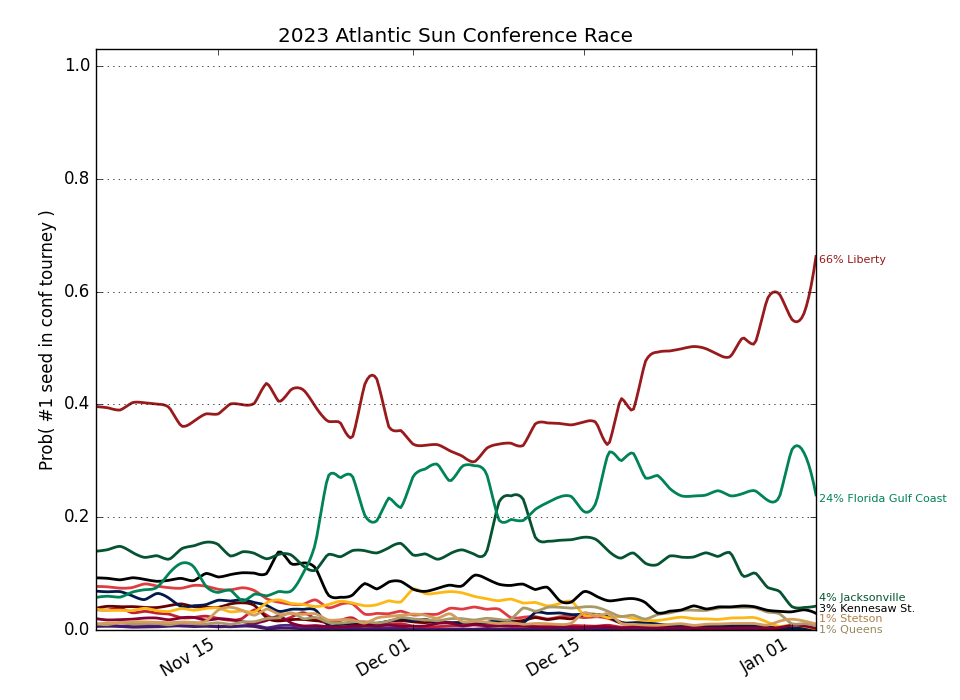 2023 Atlantic Sun Conference Race
Prob( #1 seed in conf tourney )
1.0
0.8
0.6
0.4
0.2
0.0
Nov 15
Dec 01
Dec 15
Jan 01
66% Liberty
24% Florida Gulf Coast
4% Jacksonville
3% Kennesaw St.
1% Stetson
1% Queens